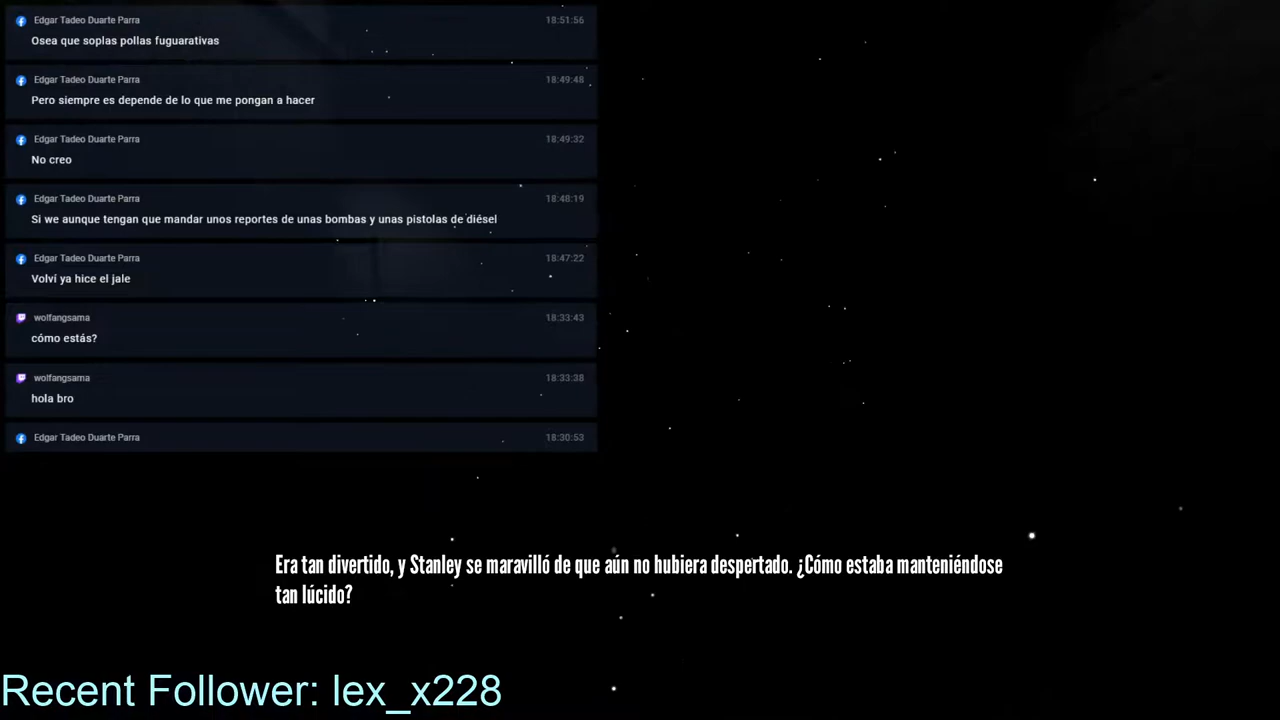 Edgar Tadeo Duarte Parra 18:51:56
Osea que soplas pollas fuguarativas
Edgar Tadeo Duarte Parra 18:49:48
Pero siempre es depende de lo que me pongan a hacer
Edgar Tadeo Duarte Parra 18:49:32
No creo
Edgar Tadeo Duarte Parra 18:48:19
Si we aunque tengan que mandar unos reportes de unas bombas y unas pistolas de diésel
Edgar Tadeo Duarte Parra 18:47:22
Volví ya hice el jale
wolfangsama 18:33:43
cómo estás?
wolfangsama 18:33:38
hola bro
Edgar Tadeo Duarte Parra 18:30:53
Era tan divertido, y Stanley se maravilló de que aún no hubiera despertado. ¿Cómo estaba manteniéndose
tan lúcido?
Recent Follower: lex_x228